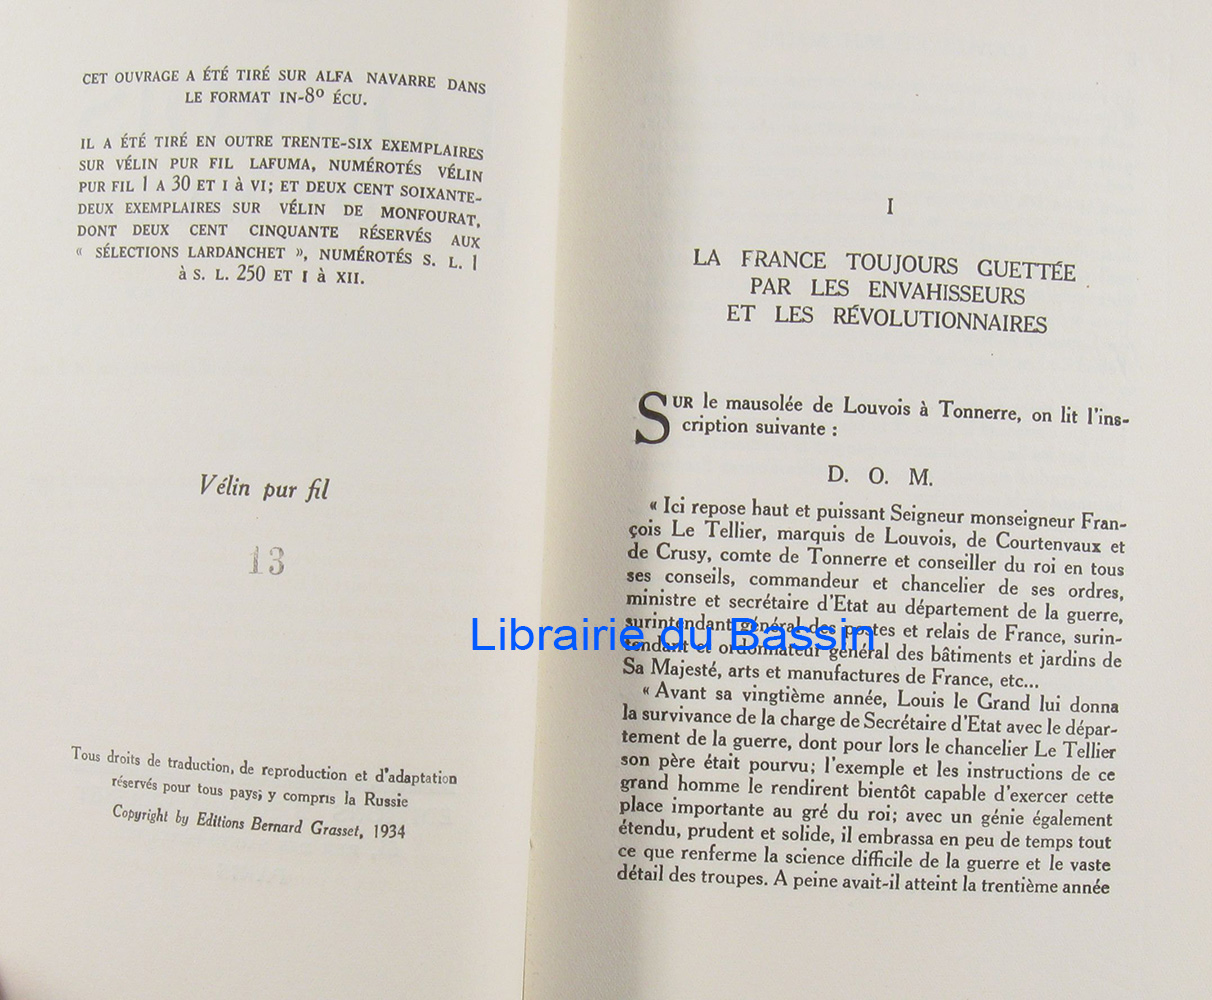 CET OUVRAGE A ÉTÉ TIRÉ SUR ALFA NAVARRE DANS
LE FORMAT IN-8º ÉCU.
IL A ÉTÉ TIRÉ EN OUTRE TRENTE-SIX EXEMPLAIRES
SUR VÉLIN PUR FIL LAFUMA, NUMÉROTÉS VÉLIN
PUR FIL 1 A 30 ET I à VI; ET DEUX CENT SOIXANTE-
DEUX EXEMPLAIRES SUR VÉLIN DE MONFOURAT,
DONT DEUX CENT CINQUANTE RÉSERVÉS AUX
« SÉLECTIONS LARDANCHET », NUMÉROTÉS S. L. 1
à S. L. 250 ET I à XII.
Vélin pur fil
13
Tous droits de traduction, de reproduction et d'adaptation
réservés pour tous pays; y compris la Russie
Copyright by Editions Bernard Grasset, 1934
I
LA FRANCE TOUJOURS GUETTÉE
PAR LES ENVAHISSEURS
ET LES RÉVOLUTIONNAIRES
SUR le mausolée de Louvois à Tonnerre, on lit l'ins-
cription suivante :
D. O. M.
« Ici repose haut et puissant Seigneur monseigneur Fran-
çois Le Tellier, marquis de Louvois, de Courtenvaux et
de Crusy, comte de Tonnerre et conseiller du roi en tous
ses conseils, commandeur et chancelier de ses ordres,
ministre et secrétaire d'Etat au département de la guerre,
surintendant général des postes et relais de France, surin-
tendant et ordonnateur général des bâtiments et jardins de
Sa Majesté, arts et manufactures de France, etc...
« Avant sa vingtième année, Louis le Grand lui donna
la survivance de la charge de Secrétaire d'Etat avec le dépar-
tement de la guerre, dont pour lors le chancelier Le Tellier
son père était pourvu; l'exemple et les instructions de ce
grand homme le rendirent bientôt capable d'exercer cette
place importante au gré du roi; avec un génie également
étendu, prudent et solide, il embrassa en peu de temps tout
ce que renferme la science difficile de la guerre et le vaste
détail des troupes. A peine avait-il atteint la trentième année
Librairie du Bassin